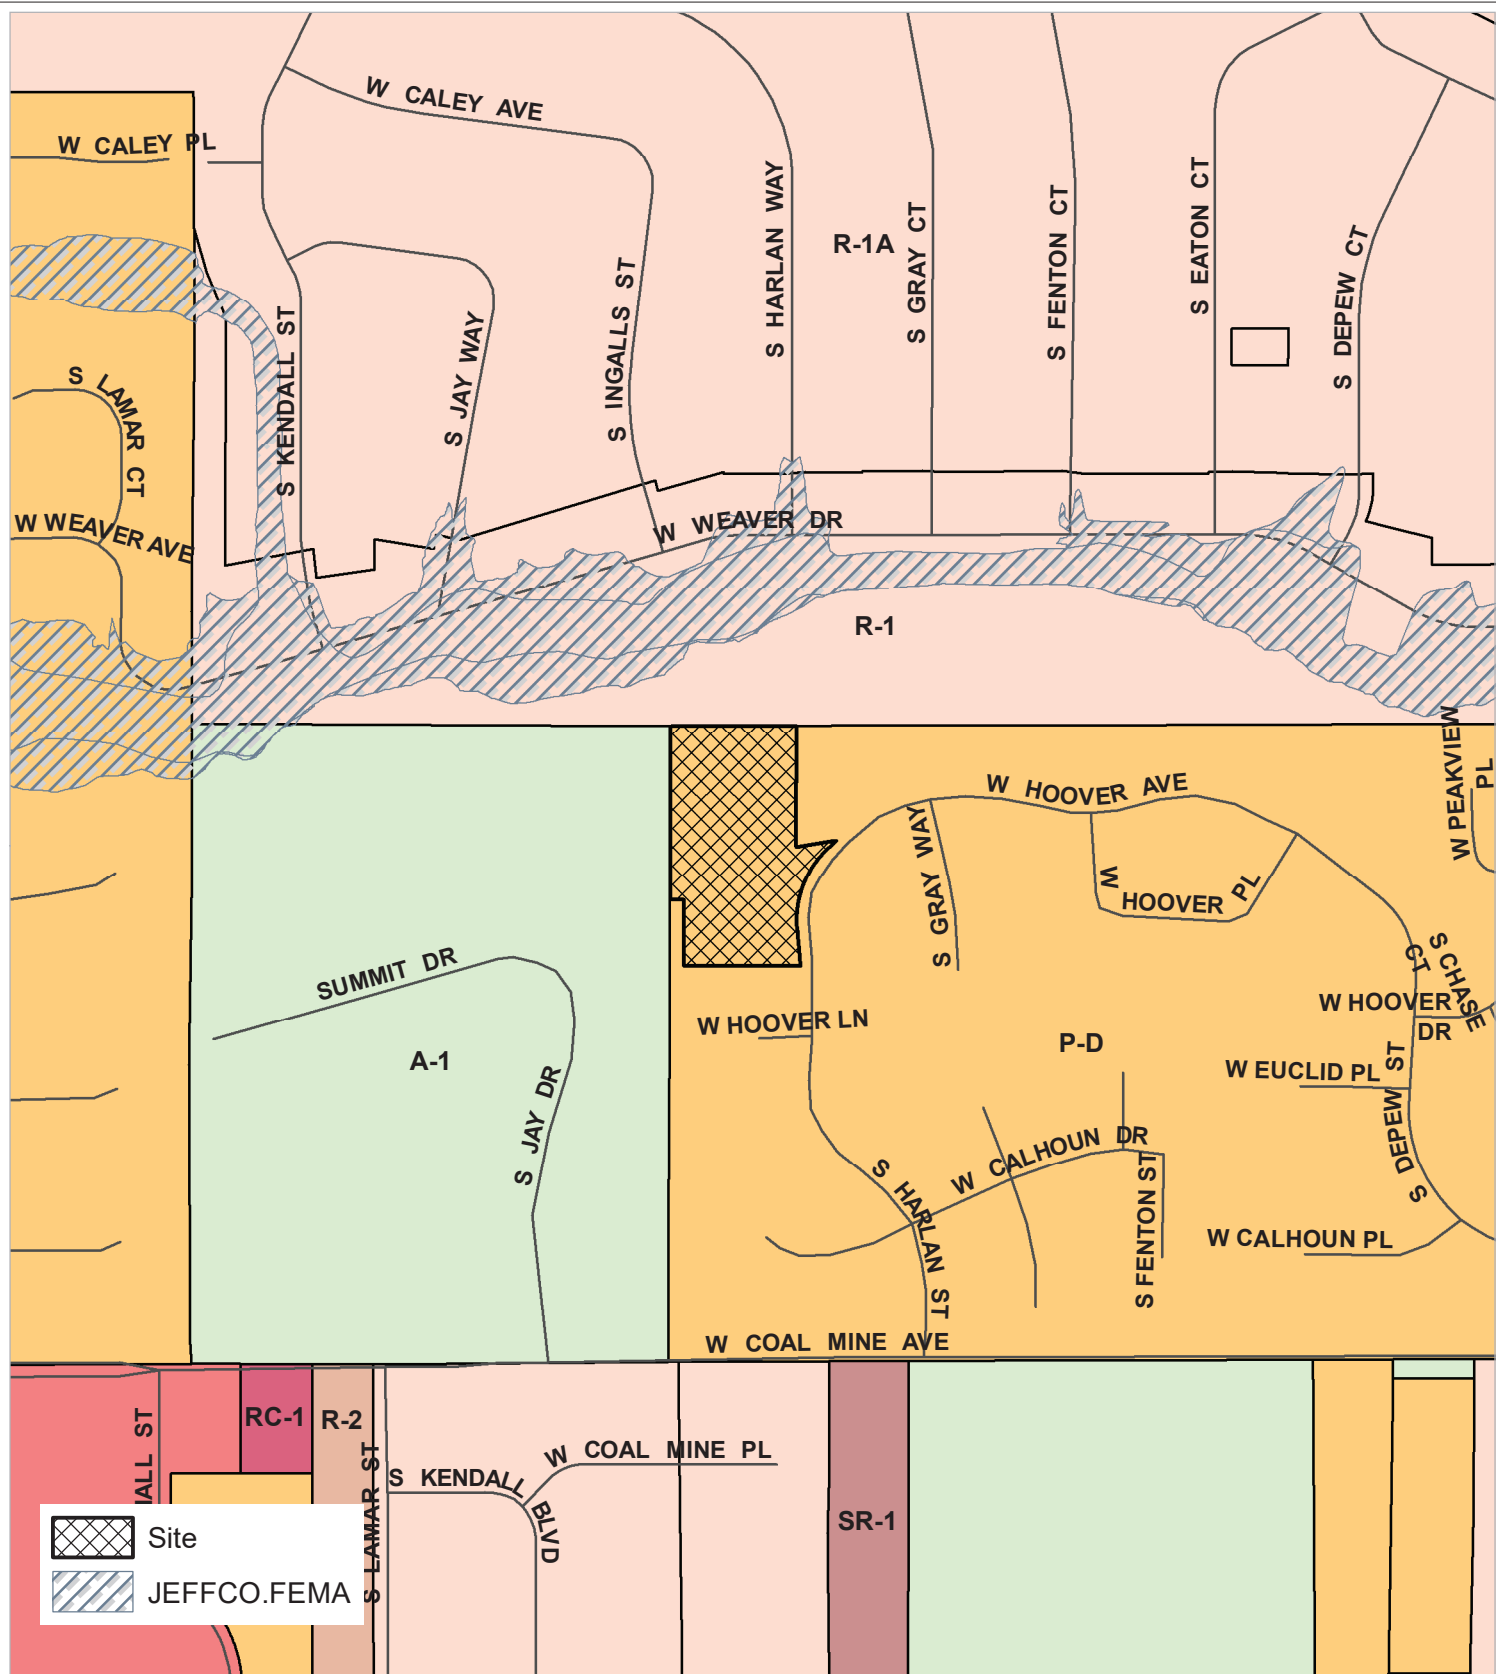 W CALEY AVE
W CALEY PL
S HARLAN WAY
R-1A
S GRAY CT
S FENTON CT
S EATON CT
S DEPEW CT
S INGALLS ST
S JAY WAY
S KENDALL ST
S LAMAR CT
W WEAVER AVE
W WEAVER DR
R-1
W PEAKVIEW PL
W HOOVER AVE
S GRAY WAY
W HOOVER PL
S CHASE CT
SUMMIT DR
W HOOVER LN
W HOOVER DR
P-D
A-1
W EUCLID PL
S JAY DR
S DEPEW ST
W CALHOUN DR
S HARLAN ST
S FENTON ST
W CALHOUN PL
W COAL MINE AVE
RC-1
R-2
HALL ST
S LAMAR ST
W COAL MINE PL
S KENDALL BLVD
SR-1
Site
JEFFCO.FEMA